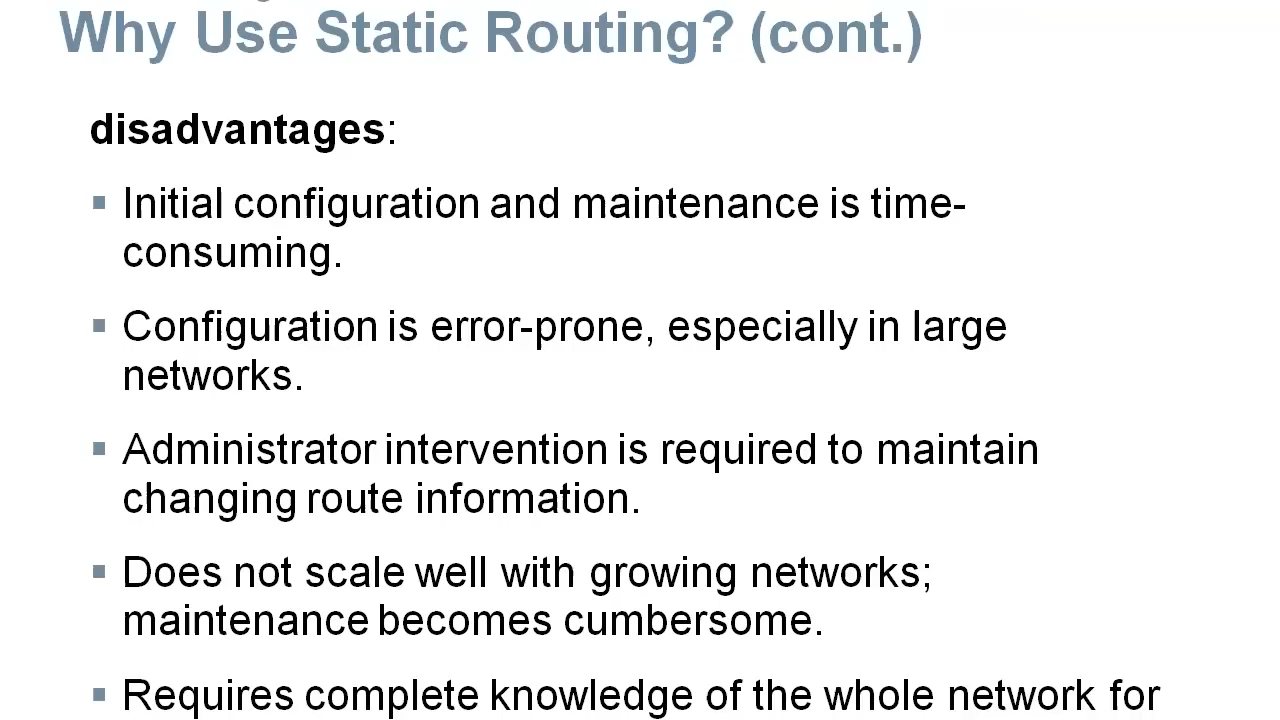 Why Use Static Routing? (cont.)
disadvantages:
▪ Initial configuration and maintenance is time-
consuming.
▪ Configuration is error-prone, especially in large
networks.
▪ Administrator intervention is required to maintain
changing route information.
▪ Does not scale well with growing networks;
maintenance becomes cumbersome.
▪ Requires complete knowledge of the whole network for